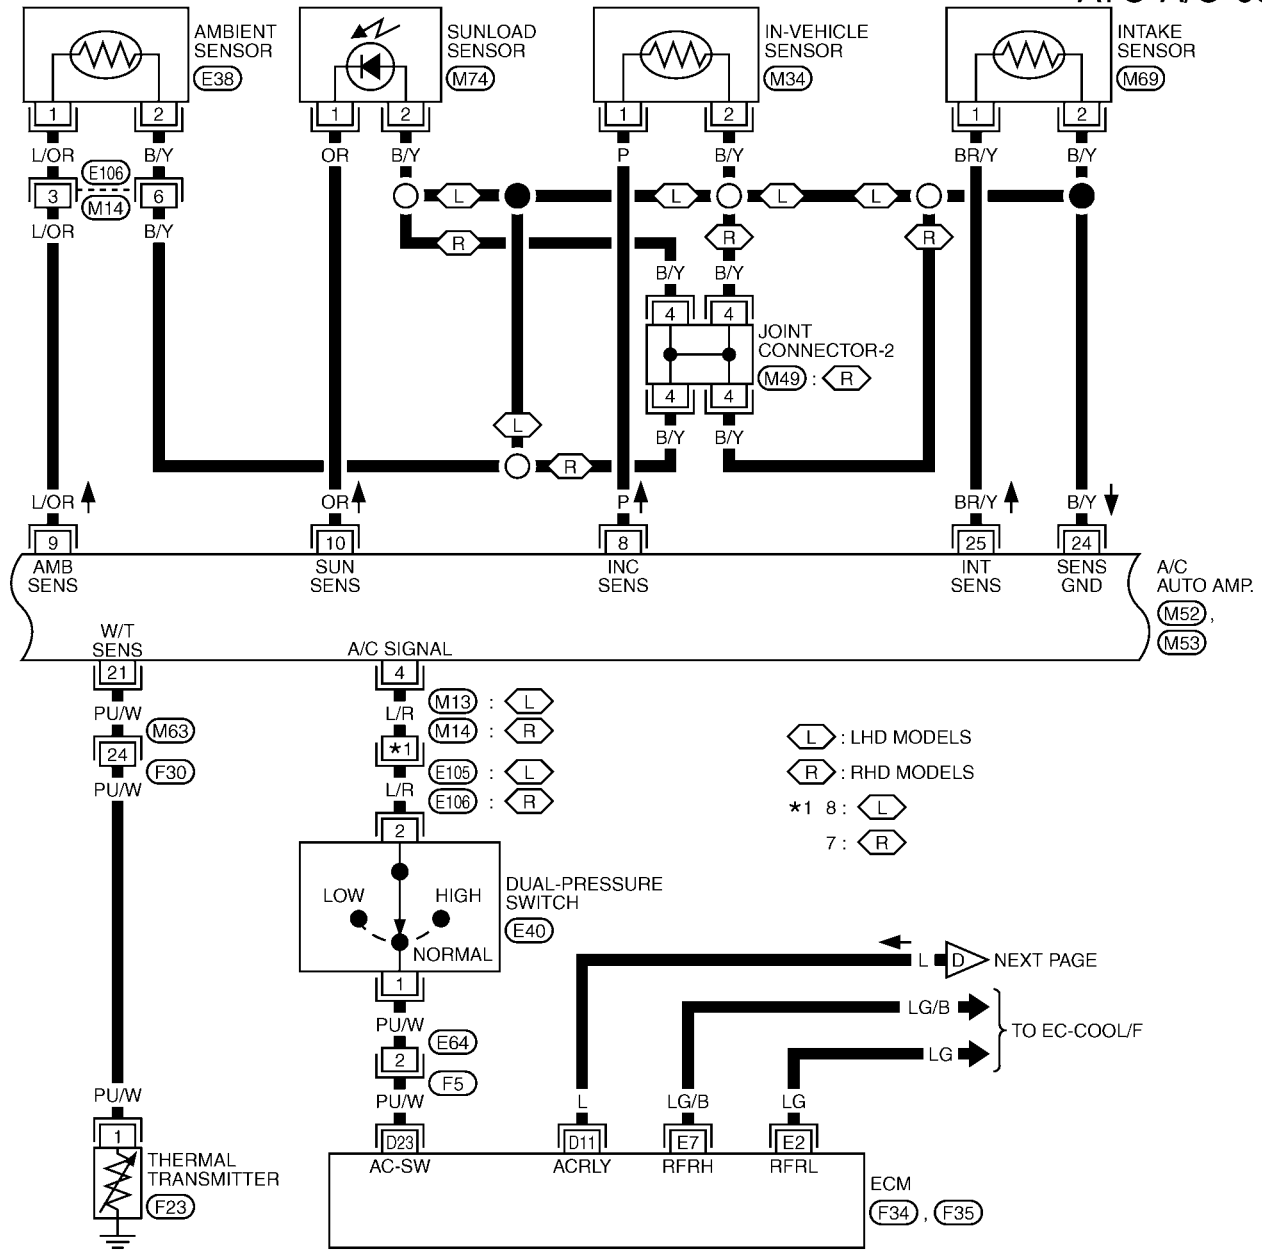 AMBIENT
SENSOR
E38
SUNLOAD
SENSOR
M74
IN-VEHICLE
SENSOR
M34
INTAKE
SENSOR
M69
1 2 1 2 1 2 1 2
L/OR B/Y OR B/Y P B/Y BR/Y B/Y
E106
3 M14 6
L L L L
L/OR B/Y
R R R
B/Y B/Y
4 4
JOINT
CONNECTOR-2
M49 : R
4 4
L
B/Y B/Y
R
L/OR OR P BR/Y B/Y
9 10 8 25 24
AMB
SENS
SUN
SENS
INC
SENS
INT
SENS
SENS
GND
A/C
AUTO AMP.
M52 ,
M53
W/T
SENS
A/C SIGNAL
21 4
PU/W
M63
24
F30
PU/W
L/R
M13 : L
M14 : R
*1
E105 : L
L/R
E106 : R
2
L : LHD MODELS
R : RHD MODELS
*1 8 : L
7 : R
LOW HIGH
NORMAL
DUAL-PRESSURE
SWITCH
E40
1
PU/W
E64
2
F5
PU/W
L D NEXT PAGE
LG/B
TO EC-COOL/F
LG
PU/W
1
THERMAL
TRANSMITTER
F23
L LG/B LG
D23 D11 E7 E2
AC-SW ACRLY RFRH RFRL
ECM
F34 , F35